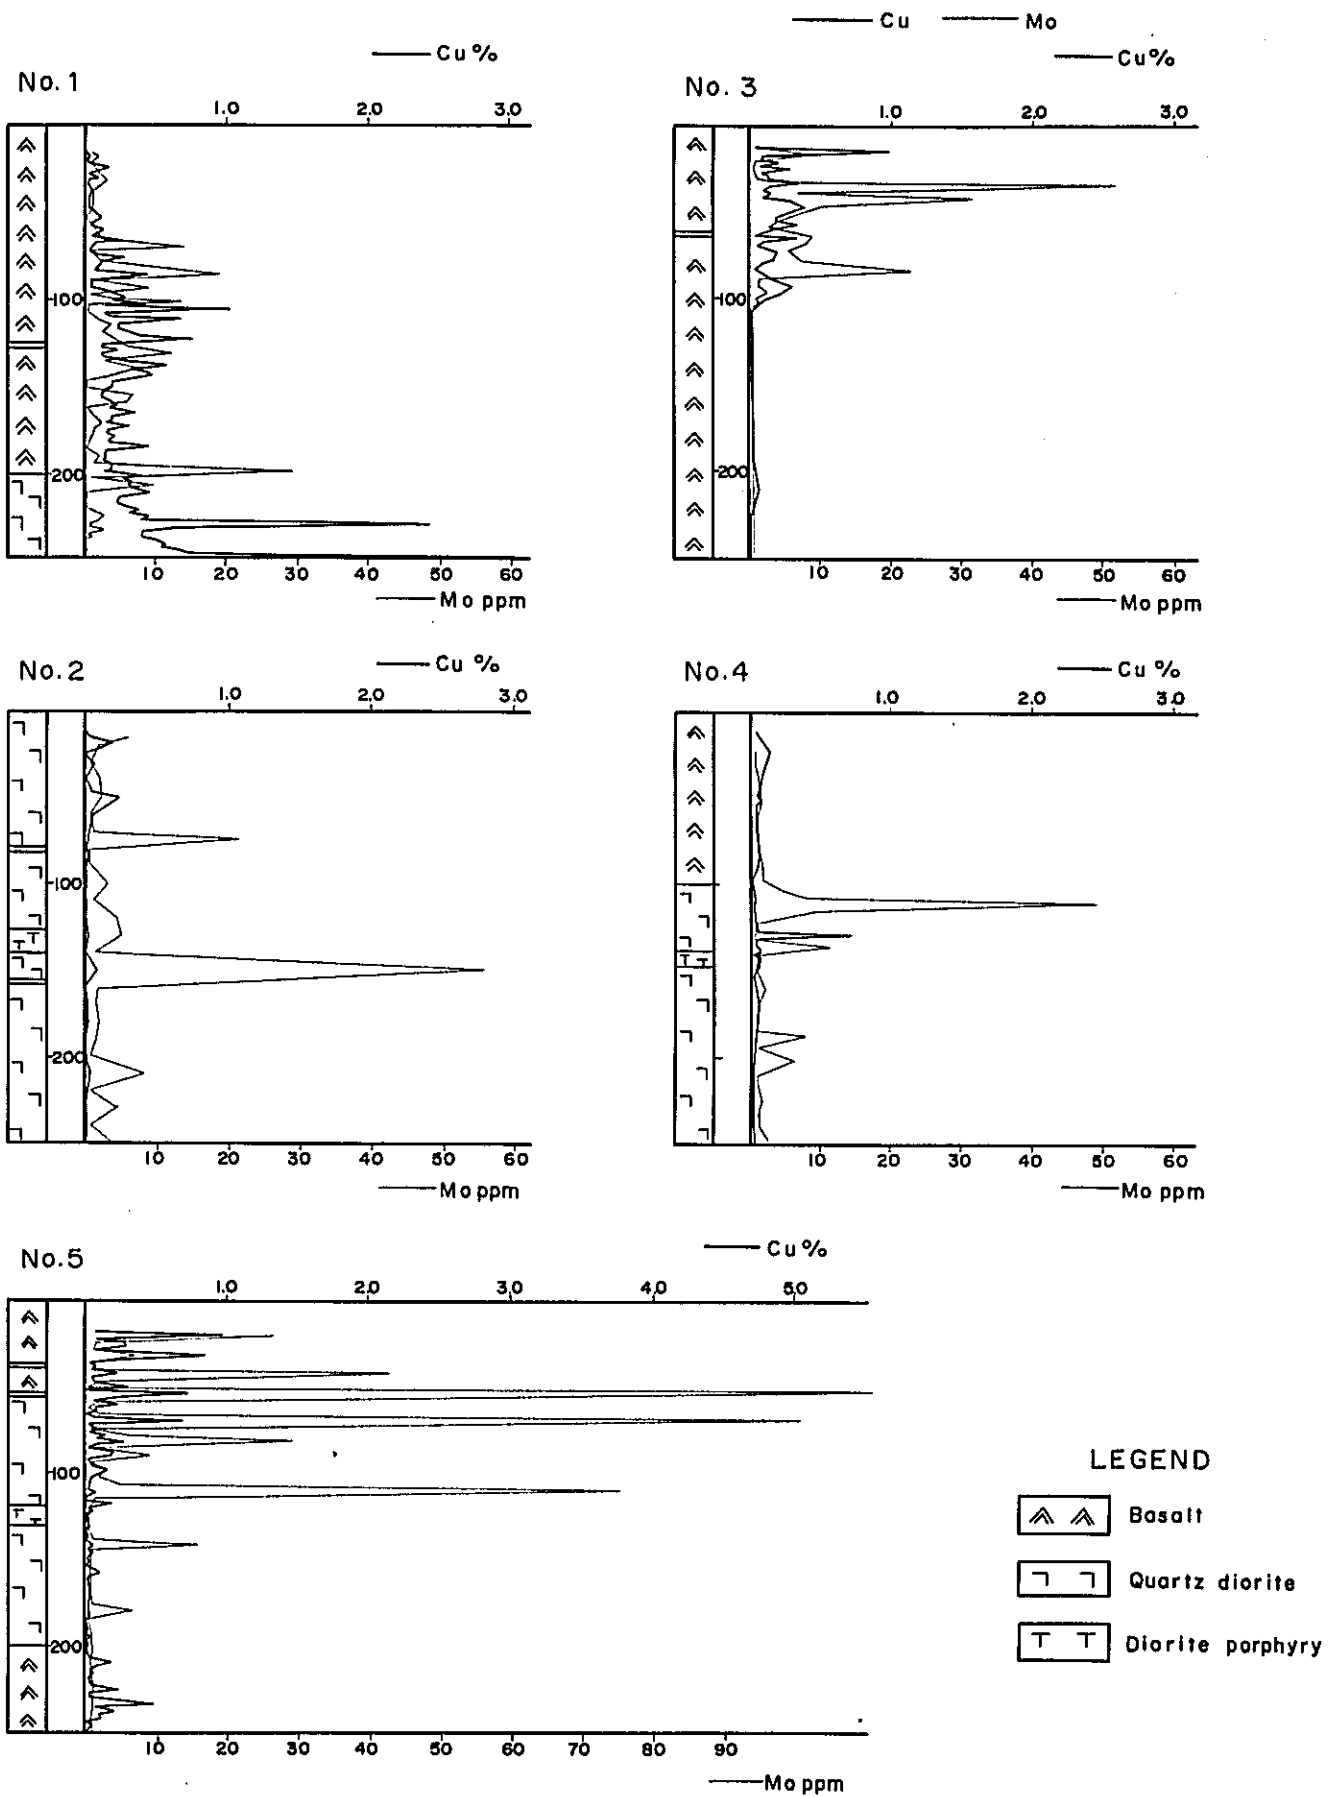 Cu Mo
Cu%
No. 1
1.0 2.0 3.0
100
200
10 20 30 40 50 60
Mo ppm
Cu%
No. 3
1.0 2.0 3.0
100
200
10 20 30 40 50 60
Mo ppm
Cu %
No. 2
1.0 2.0 3.0
100
200
10 20 30 40 50 60
Mo ppm
Cu %
No. 4
1.0 2.0 3.0
10 20 30 40 50 60
Mo ppm
Cu%
No. 5
1.0 2.0 3.0 4.0 5.0
100
200
10 20 30 40 50 60 70 80 90
Mo ppm
LEGEND
Basalt
Quartz diorite
Diorite porphyry